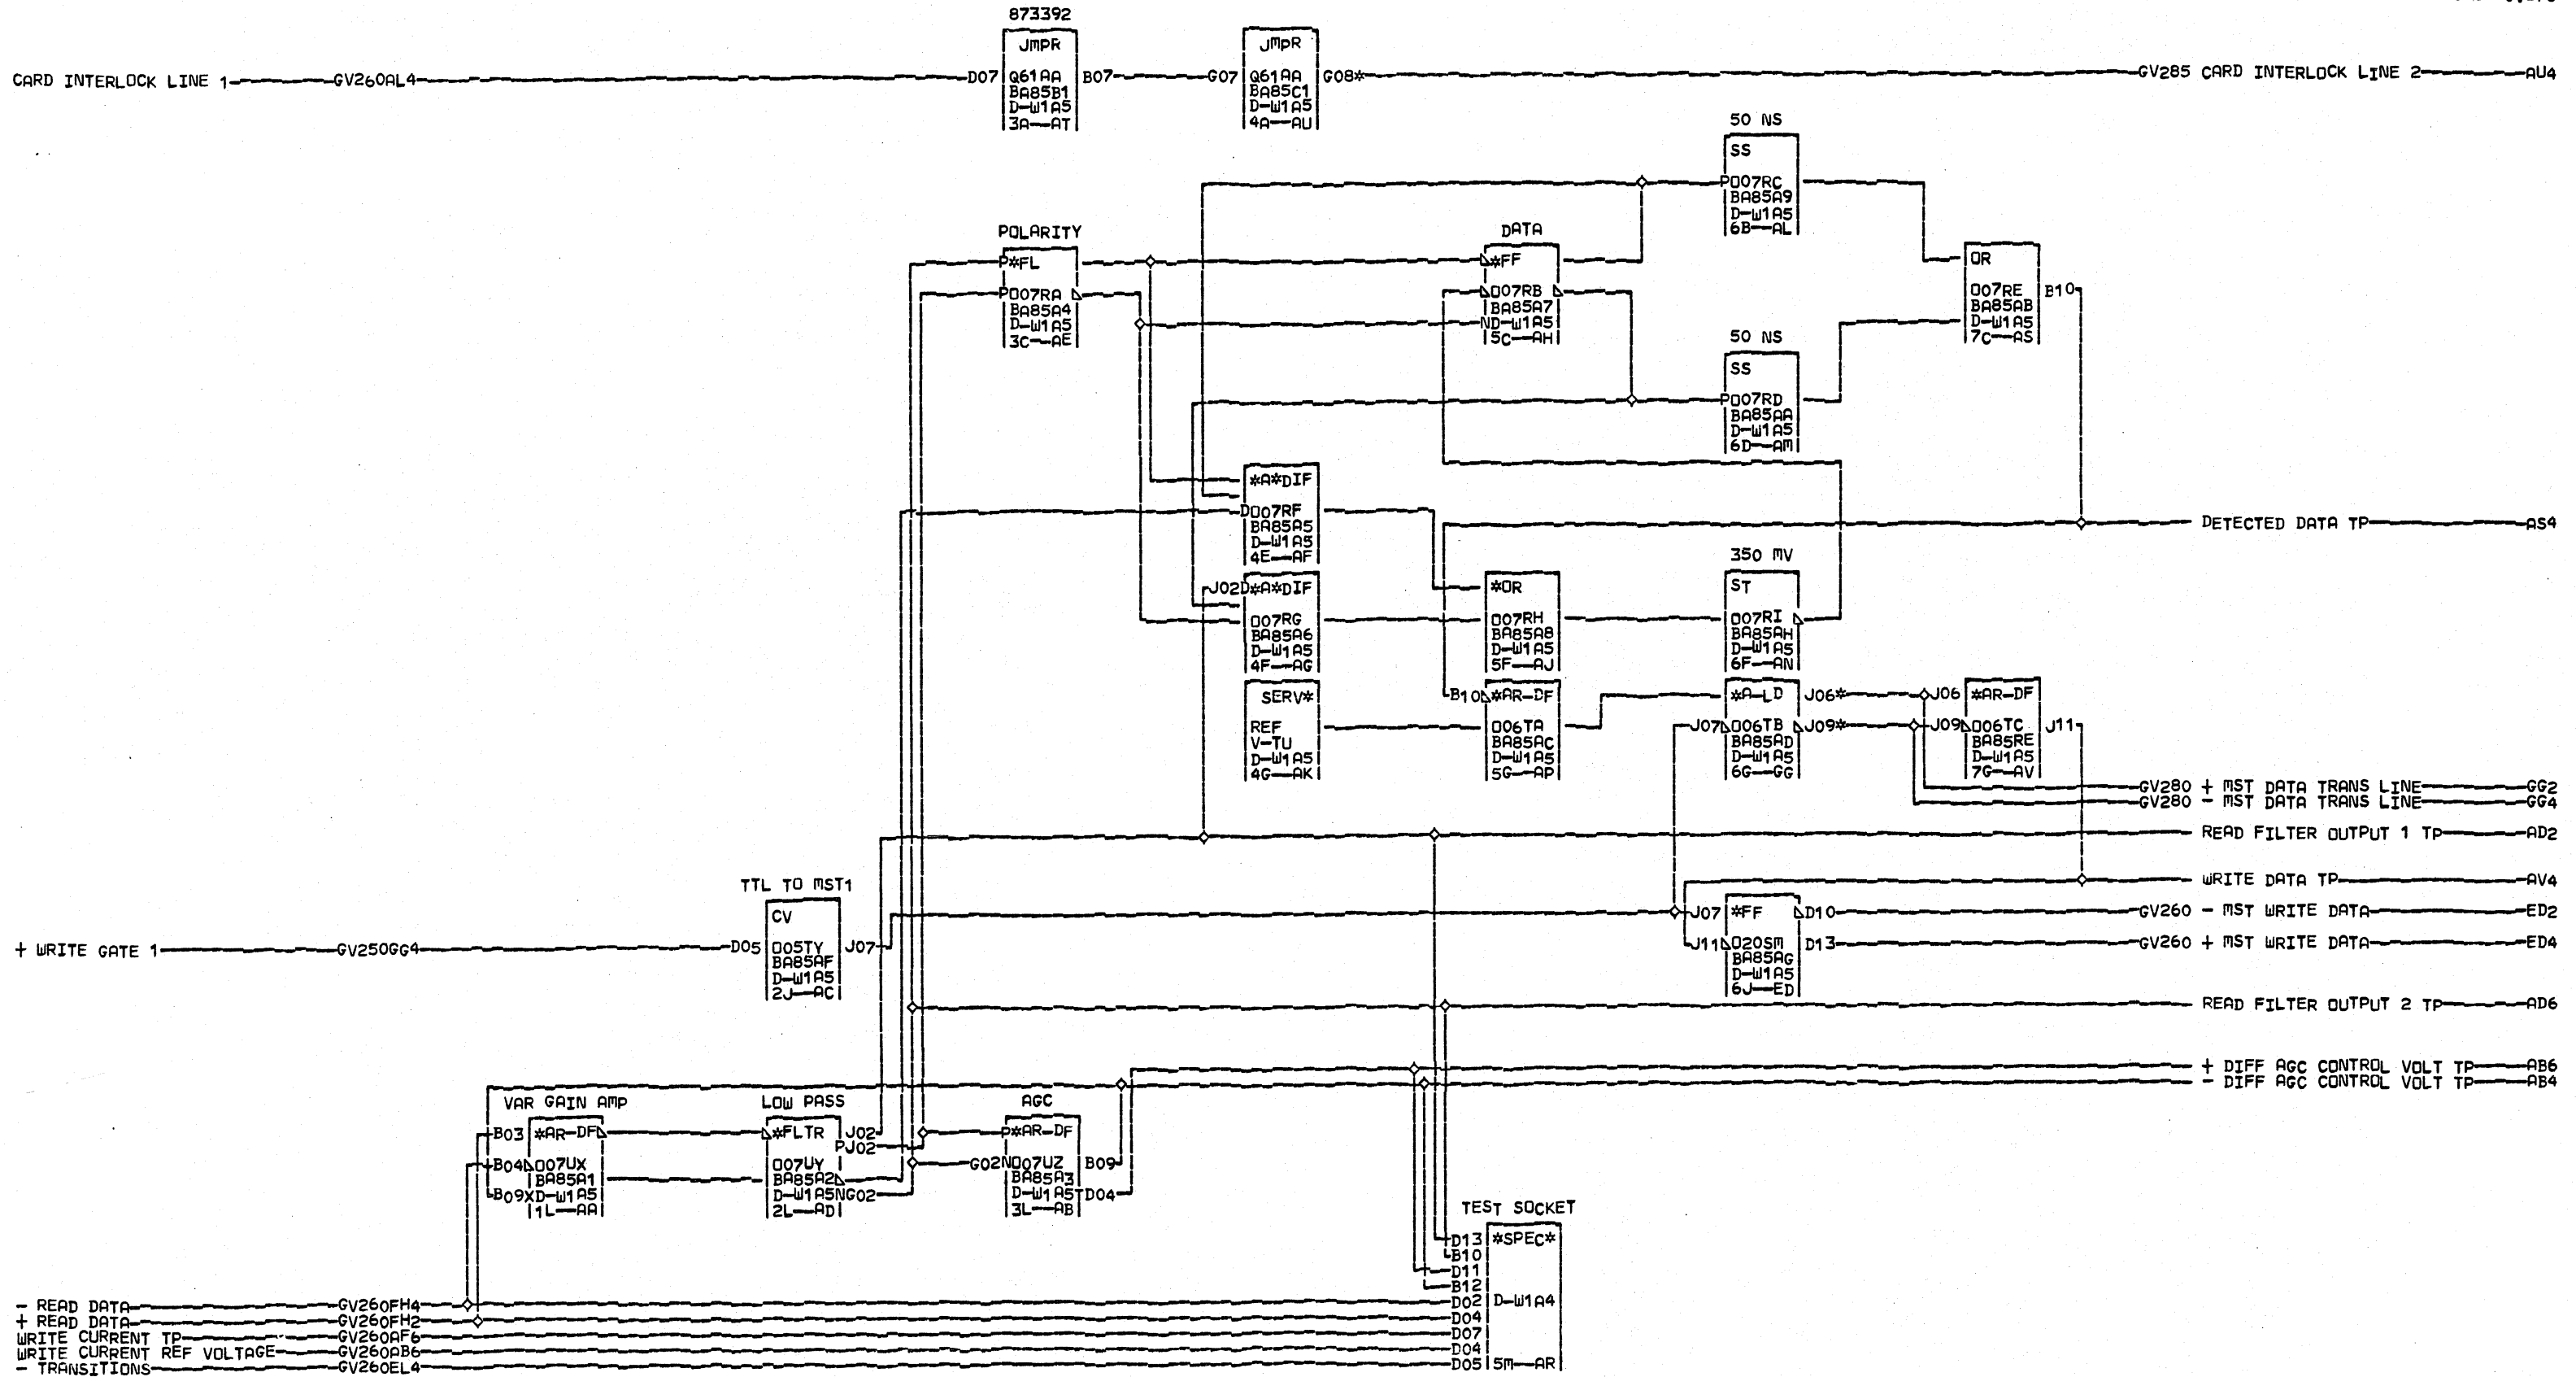 873392
JMPR
JMPR
CARD INTERLOCK LINE 1 GV260AL4 D07 Q61AA B07 G07 Q61AA G08* GV285 CARD INTERLOCK LINE 2 AU4
BA85B1 BA85C1
D-W1A5 D-W1A5
3A-AT 4A-AU
50 NS
SS
P007RC
BA85A9
D-W1A5
6B-AL
POLARITY
P*FL
P007RA
BA85A4
D-W1A5
3C-AE
DATA
*FF
007RB
BA85A7
ND-W1A5
5C-AH
OR
007RE B10
BA85AB
D-W1A5
7C-AS
50 NS
SS
P007RD
BA85AA
D-W1A5
6D-AM
*A*DIF
D007RF
BA85A5
D-W1A5
4E-AF
DETECTED DATA TP AS4
J02D*A*DIF
007RG
BA85A6
D-W1A5
4F-AG
*OR
007RH
BA85A8
D-W1A5
5F-AJ
350 MV
ST
007RI
BA85AH
D-W1A5
6F-AN
SERV*
REF
V-TU
D-W1A5
4G-AK
B10 *AR-DF
006TA
BA85AC
D-W1A5
5G-AP
*A-LD J06*
J07 006TB J09*
BA85AD
D-W1A5
6G-GG
J06 *AR-DF
J09 006TC J11
BA85RE
D-W1A5
7G-AV
GV280 + MST DATA TRANS LINE GG2
GV280 - MST DATA TRANS LINE GG4
READ FILTER OUTPUT 1 TP AD2
WRITE DATA TP AV4
TTL TO MST1
CV
+ WRITE GATE 1 GV250GG4 D05 005TY J07
BA85AF
D-W1A5
2J-AC
J07 *FF D10 GV260 - MST WRITE DATA ED2
J11 020SM D13 GV260 + MST WRITE DATA ED4
BA85AG
D-W1A5
6J-ED
READ FILTER OUTPUT 2 TP AD6
+ DIFF AGC CONTROL VOLT TP AB6
- DIFF AGC CONTROL VOLT TP AB4
VAR GAIN AMP
B03 *AR-DF
B04 007UX
BA85A1
B09XD-W1A5
1L-AA
LOW PASS
*FLTR J02
PJ02
007UY
BA85A2
D-W1A5NG02
2L-AD
AGC
P*AR-DF
G02N007UZ B09
BA85A3
D-W1A5TD04
3L-AB
TEST SOCKET
D13 *SPEC*
B10
D11
B12
- READ DATA GV260FH4 D02 D-W1A4
+ READ DATA GV260FH2 D04
WRITE CURRENT TP GV260AF6 D07
WRITE CURRENT REF VOLTAGE GV260AB6 D04
- TRANSITIONS GV260EL4 D05 5M-AR